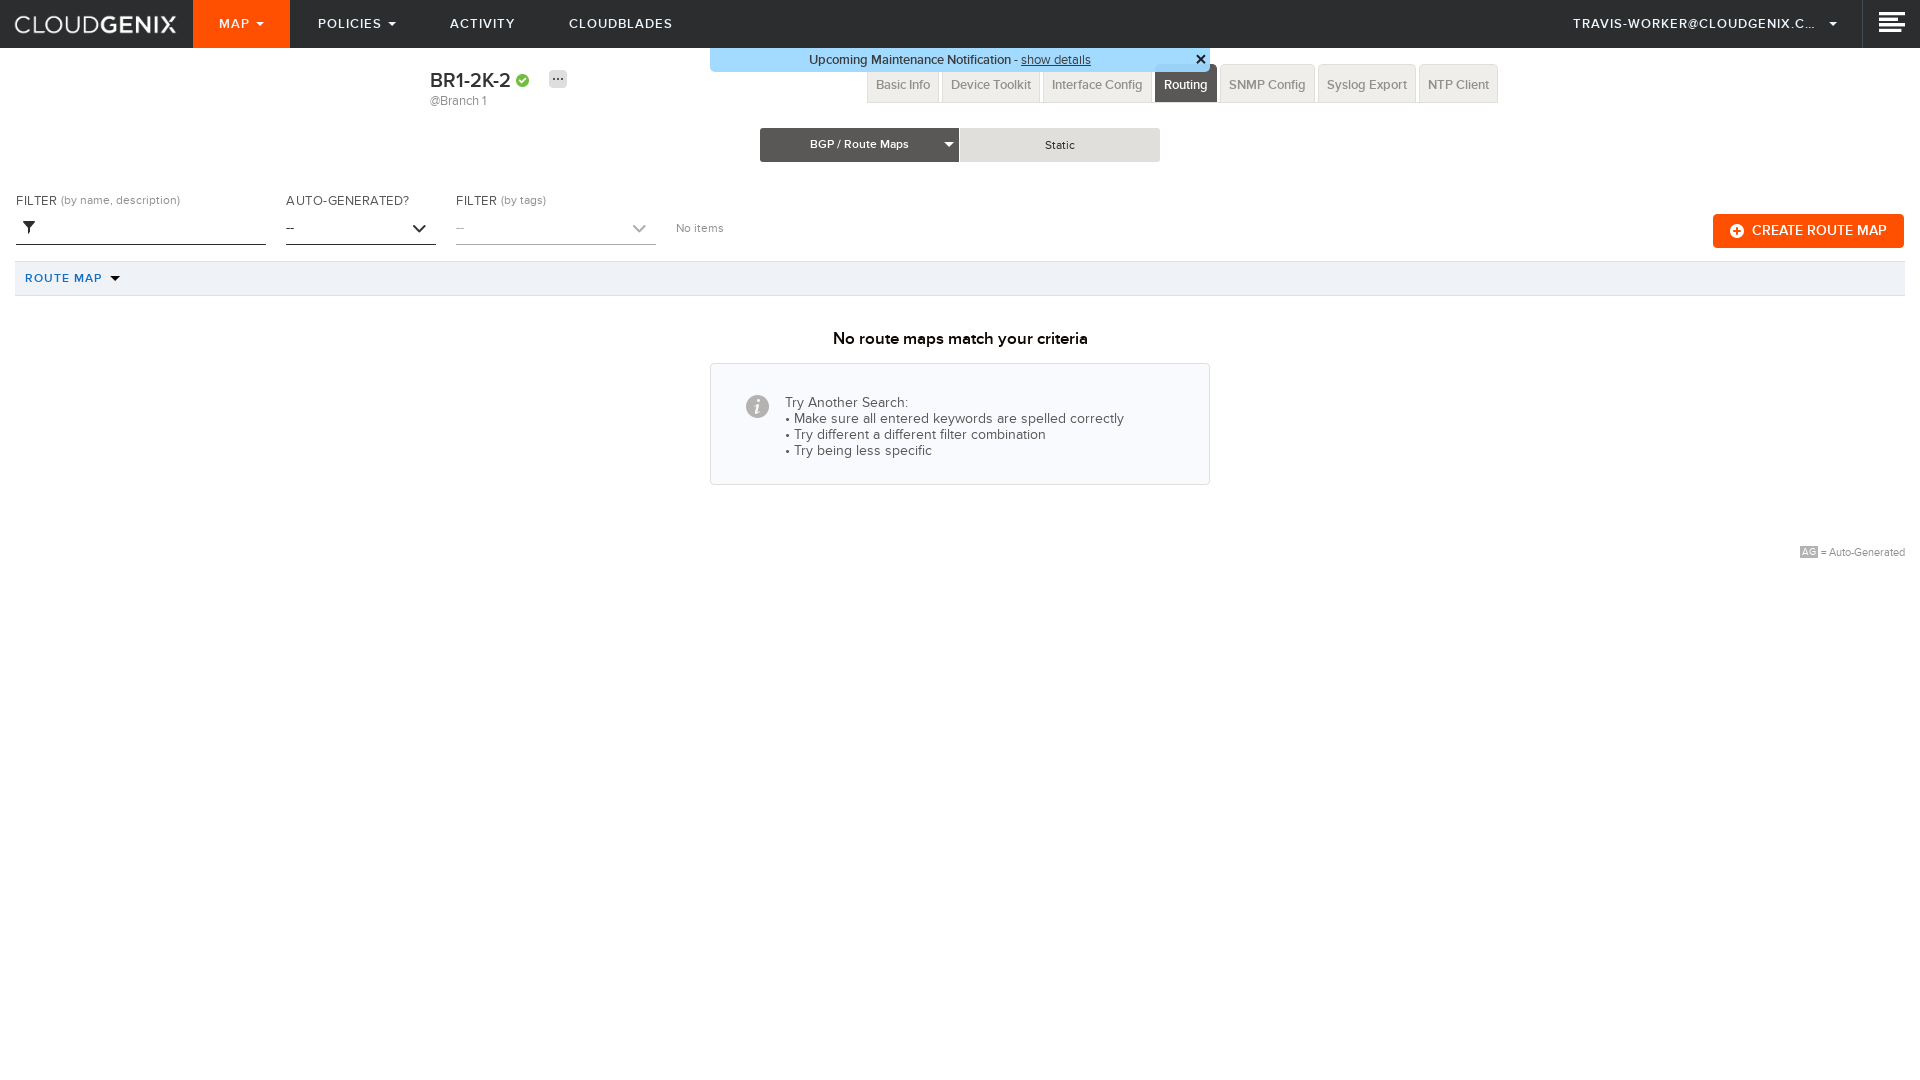 CLOUDGENIX
MAP
POLICIES
ACTIVITY
CLOUDBLADES
TRAVIS-WORKER@CLOUDGENIX.C...
Upcoming Maintenance Notification - show details
BR1-2K-2
@Branch 1
Basic Info
Device Toolkit
Interface Config
Routing
SNMP Config
Syslog Export
NTP Client
BGP / Route Maps
Static
FILTER (by name, description)
AUTO-GENERATED?
FILTER (by tags)
--
--
No items
CREATE ROUTE MAP
ROUTE MAP
No route maps match your criteria
Try Another Search:
• Make sure all entered keywords are spelled correctly
• Try different a different filter combination
• Try being less specific
AG = Auto-Generated